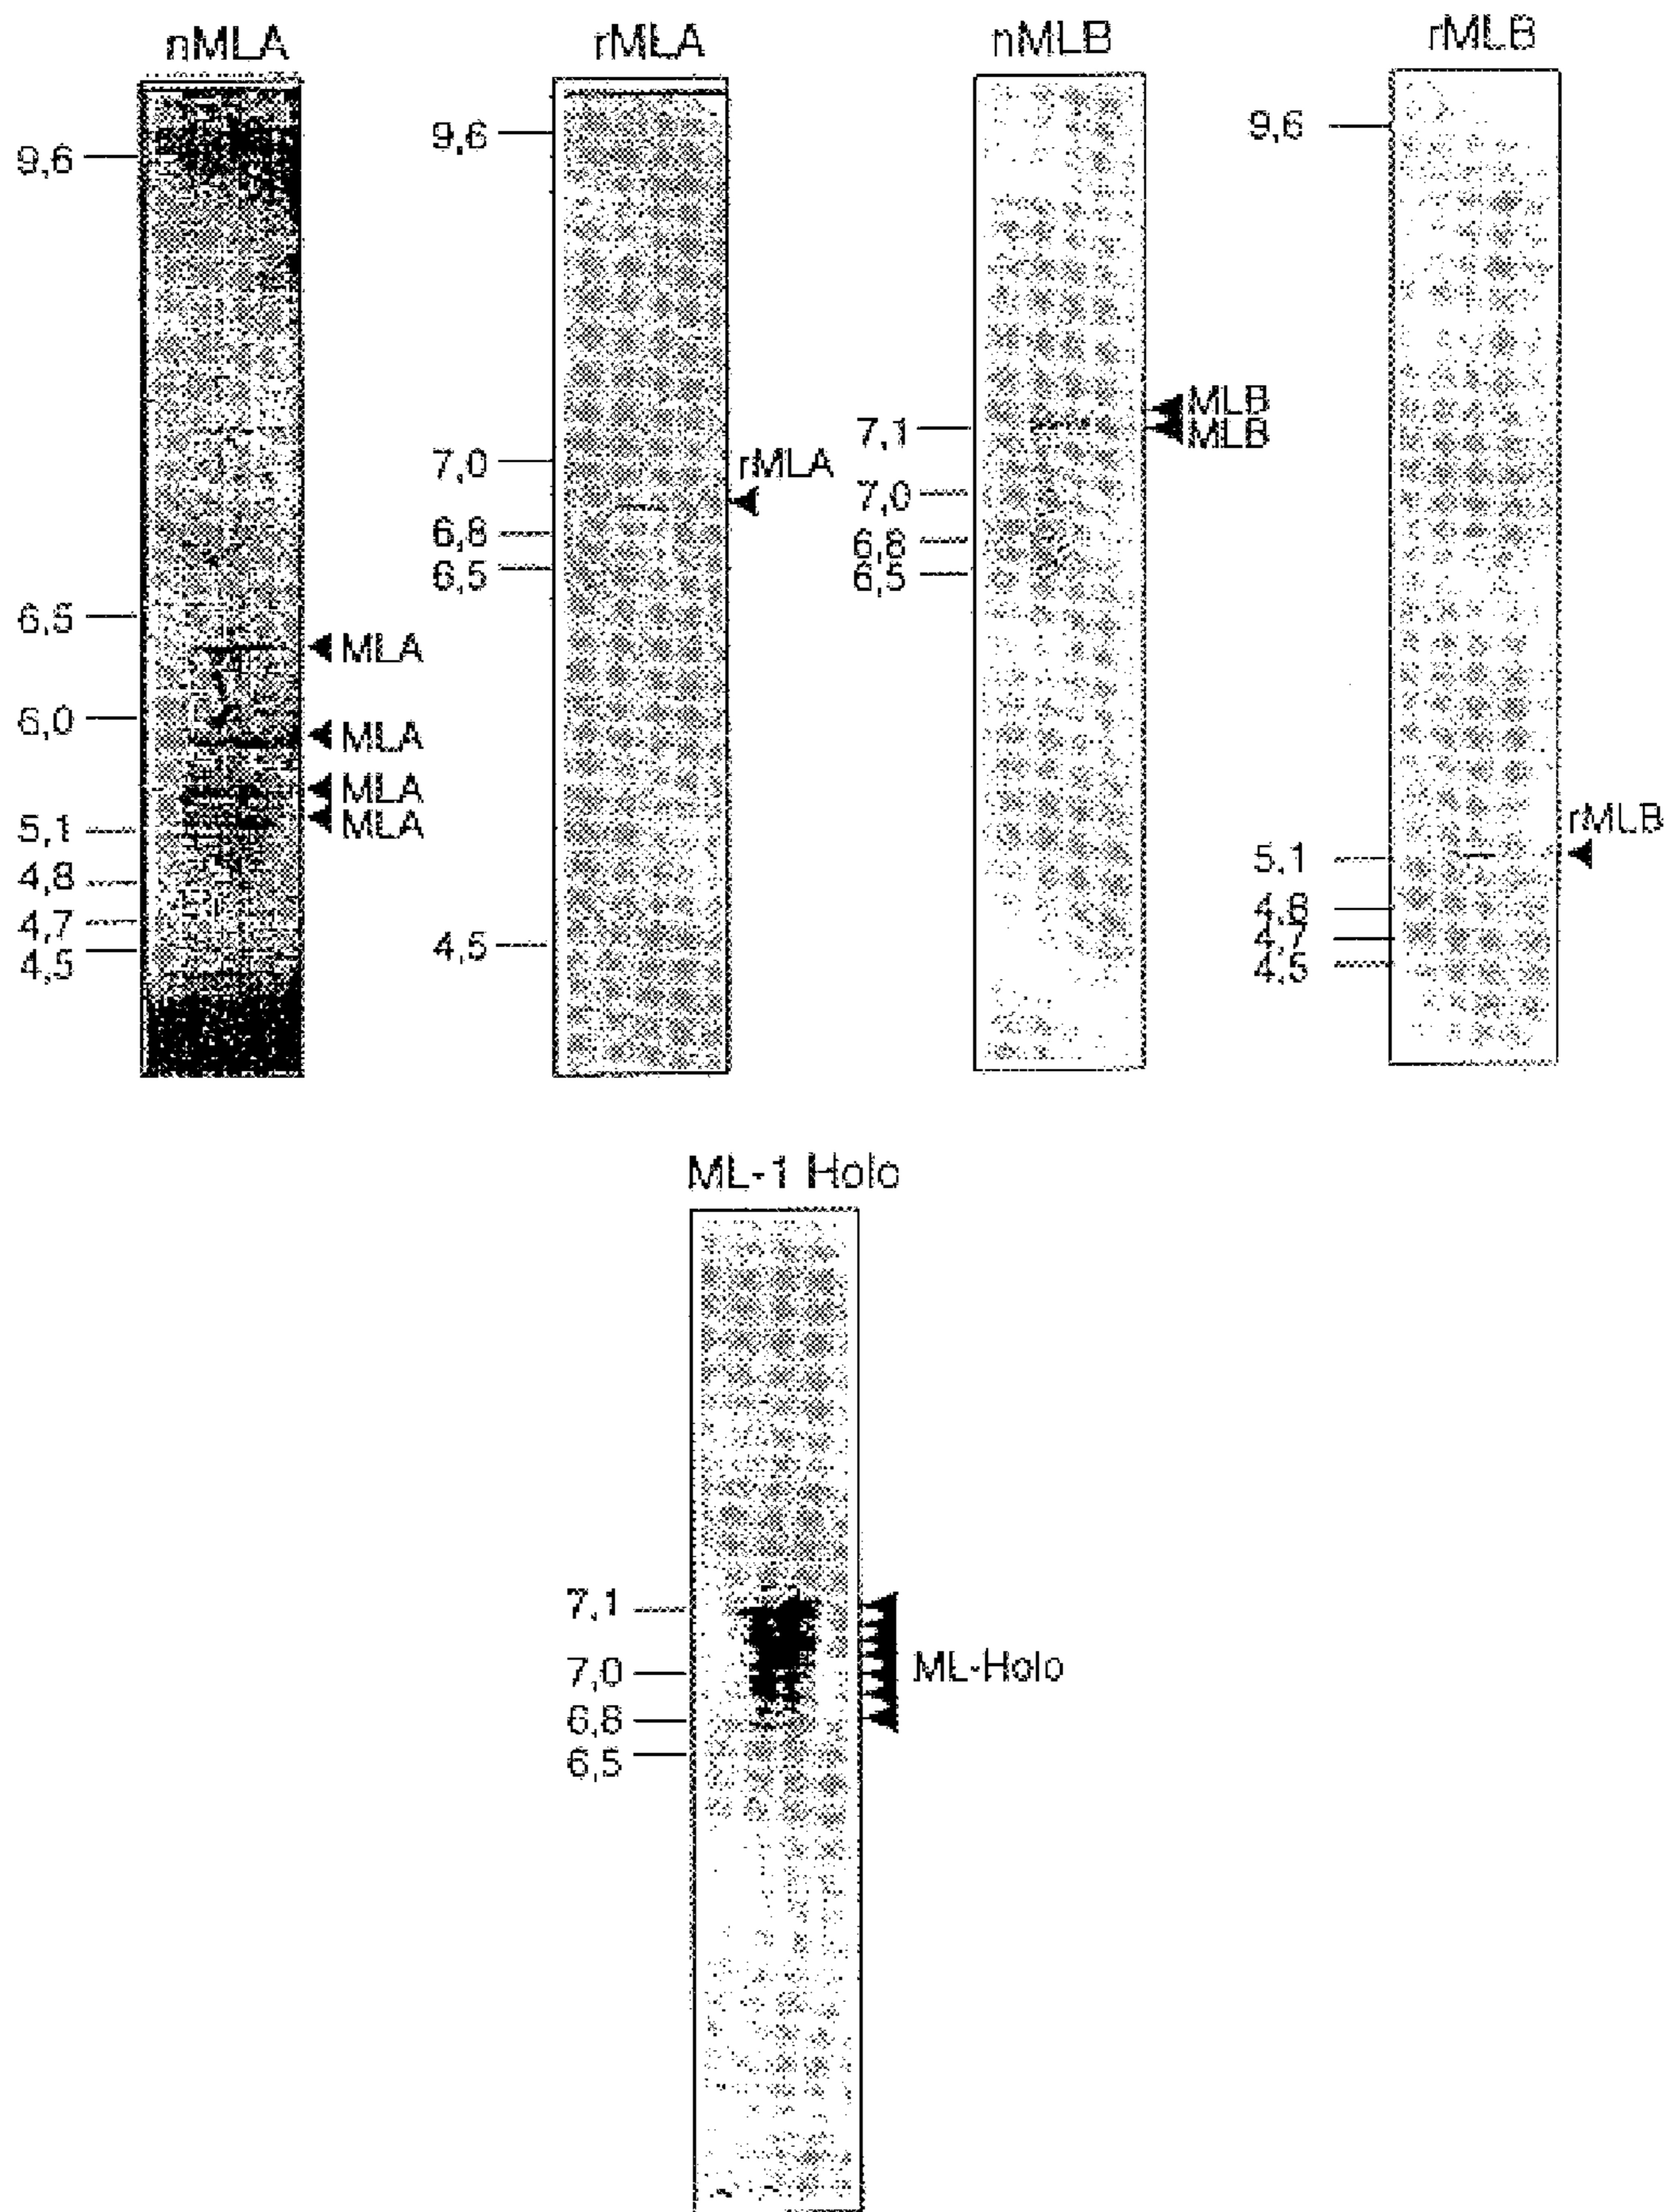 nMLA
9,6
6,5
6,0
5,1
4,8
4,7
4,5
MLA
MLA
MLA
MLA
rMLA
9,6
7,0
6,8
6,5
4,5
rMLA
nMLB
7,1
7,0
6,8
6,5
MLB
MLB
rMLB
9,6
5,1
4,8
4,7
4,5
rMLB
ML-1 Holo
7,1
7,0
6,8
6,5
ML-Holo